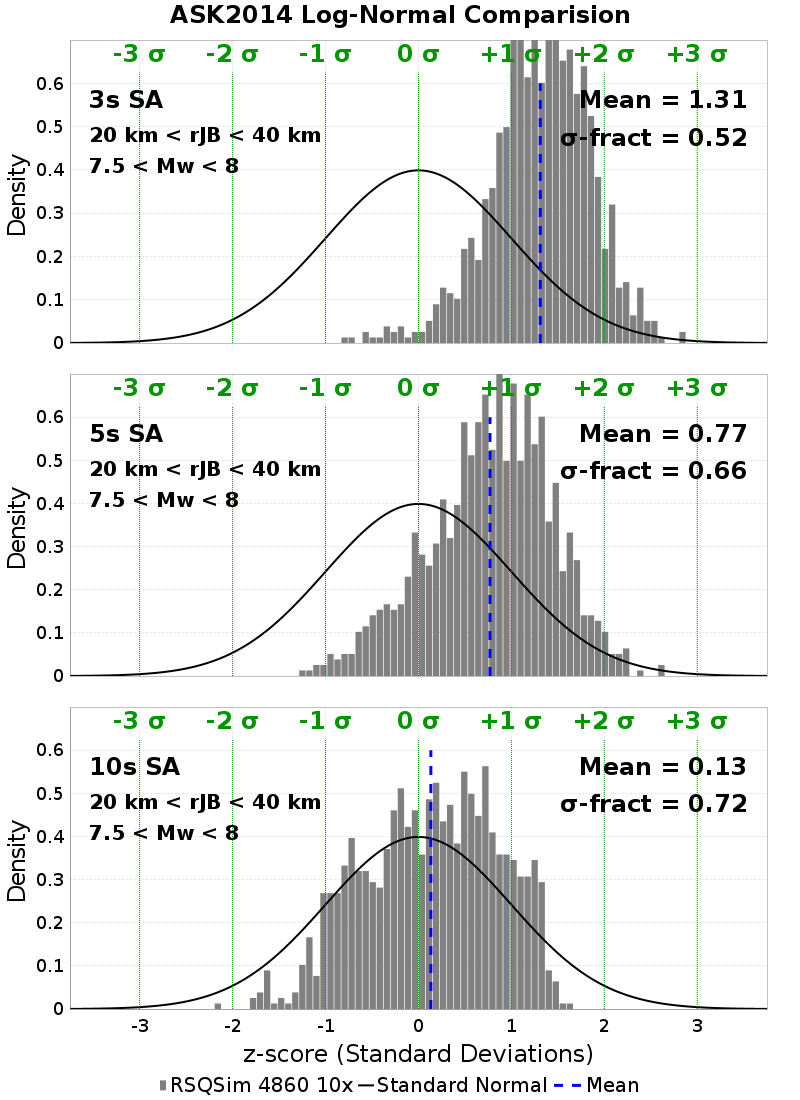 ASK2014 Log-Normal Comparision
-3 σ -2 σ -1 σ 0 σ +1 σ +2 σ +3 σ
3s SA
20 km < rJB < 40 km
7.5 < Mw < 8
Mean = 1.31
σ-fract = 0.52
Density
0.6
0.5
0.4
0.3
0.2
0.1
0
-3 σ -2 σ -1 σ 0 σ +1 σ +2 σ +3 σ
5s SA
20 km < rJB < 40 km
7.5 < Mw < 8
Mean = 0.77
σ-fract = 0.66
Density
0.6
0.5
0.4
0.3
0.2
0.1
0
-3 σ -2 σ -1 σ 0 σ +1 σ +2 σ +3 σ
10s SA
20 km < rJB < 40 km
7.5 < Mw < 8
Mean = 0.13
σ-fract = 0.72
Density
0.6
0.5
0.4
0.3
0.2
0.1
0
-3 -2 -1 0 1 2 3
z-score (Standard Deviations)
RSQSim 4860 10x Standard Normal Mean